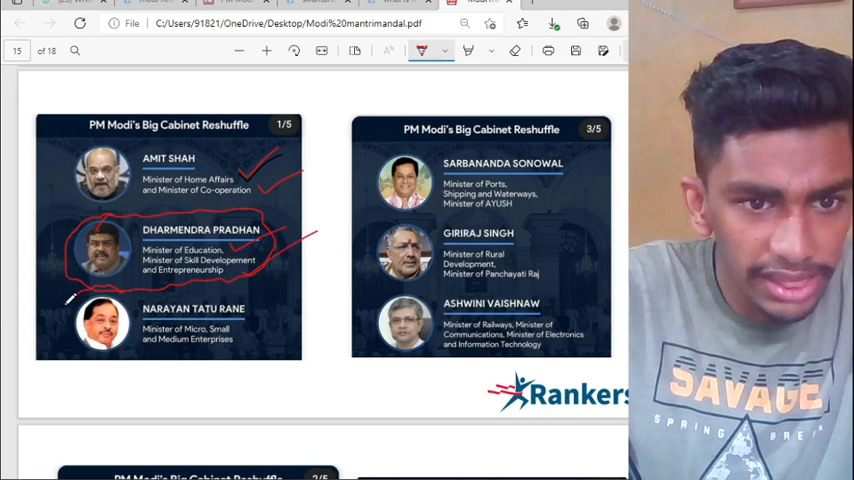 File
C:/Users/91821/OneDrive/Desktop/Modi%20mantrimandal.pdf
15 of 18
PM Modi's Big Cabinet Reshuffle 1/5
AMIT SHAH
Minister of Home Affairs
and Minister of Co-operation
DHARMENDRA PRADHAN
Minister of Education,
Minister of Skill Developement
and Entrepreneurship
NARAYAN TATU RANE
Minister of Micro, Small
and Medium Enterprises
PM Modi's Big Cabinet Reshuffle 3/5
SARBANANDA SONOWAL
Minister of Ports,
Shipping and Waterways,
Minister of AYUSH
GIRIRAJ SINGH
Minister of Rural
Development,
Minister of Panchayati Raj
ASHWINI VAISHNAW
Minister of Railways, Minister of
Communications, Minister of Electronics
and Information Technology
Rankers
PM Modi's Big Cabinet Reshuffle 2/5
SAVAGE
SPRING BREAK